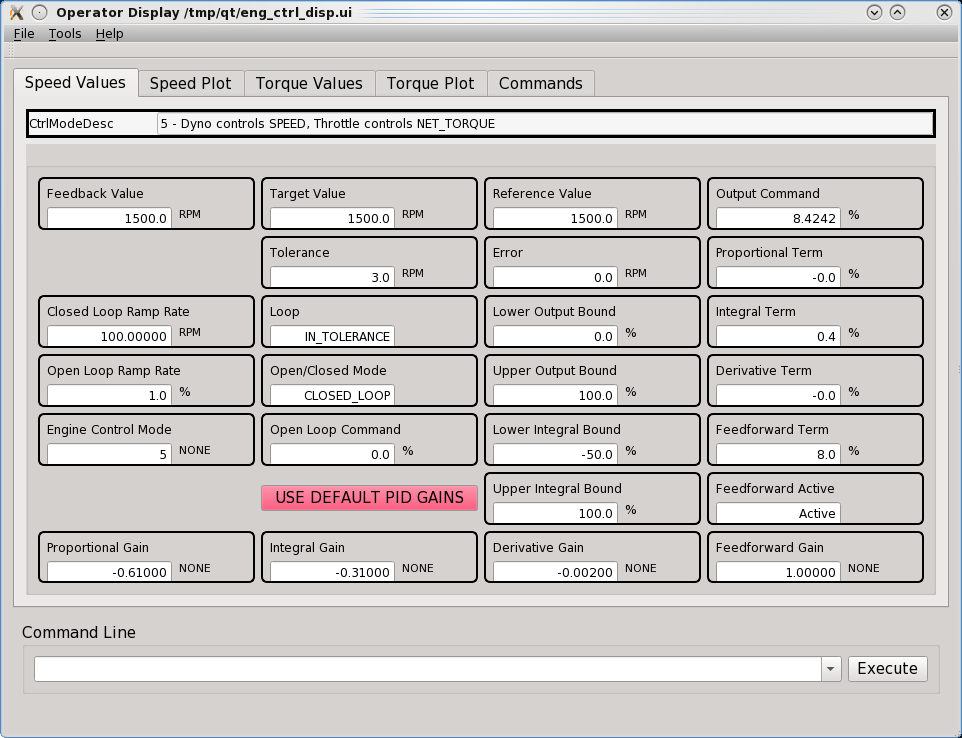 Operator Display /tmp/qt/eng_ctrl_disp.ui
File Tools Help
Speed Values Speed Plot Torque Values Torque Plot Commands
CtrlModeDesc 5 - Dyno controls SPEED, Throttle controls NET_TORQUE
Feedback Value Target Value Reference Value Output Command
1500.0 RPM 1500.0 RPM 1500.0 RPM 8.4242 %
Tolerance Error Proportional Term
3.0 RPM 0.0 RPM -0.0 %
Closed Loop Ramp Rate Loop Lower Output Bound Integral Term
100.00000 RPM IN_TOLERANCE 0.0 % 0.4 %
Open Loop Ramp Rate Open/Closed Mode Upper Output Bound Derivative Term
1.0 % CLOSED_LOOP 100.0 % -0.0 %
Engine Control Mode Open Loop Command Lower Integral Bound Feedforward Term
5 NONE 0.0 % -50.0 % 8.0 %
USE DEFAULT PID GAINS Upper Integral Bound Feedforward Active
100.0 % Active
Proportional Gain Integral Gain Derivative Gain Feedforward Gain
-0.61000 NONE -0.31000 NONE -0.00200 NONE 1.00000 NONE
Command Line
Execute